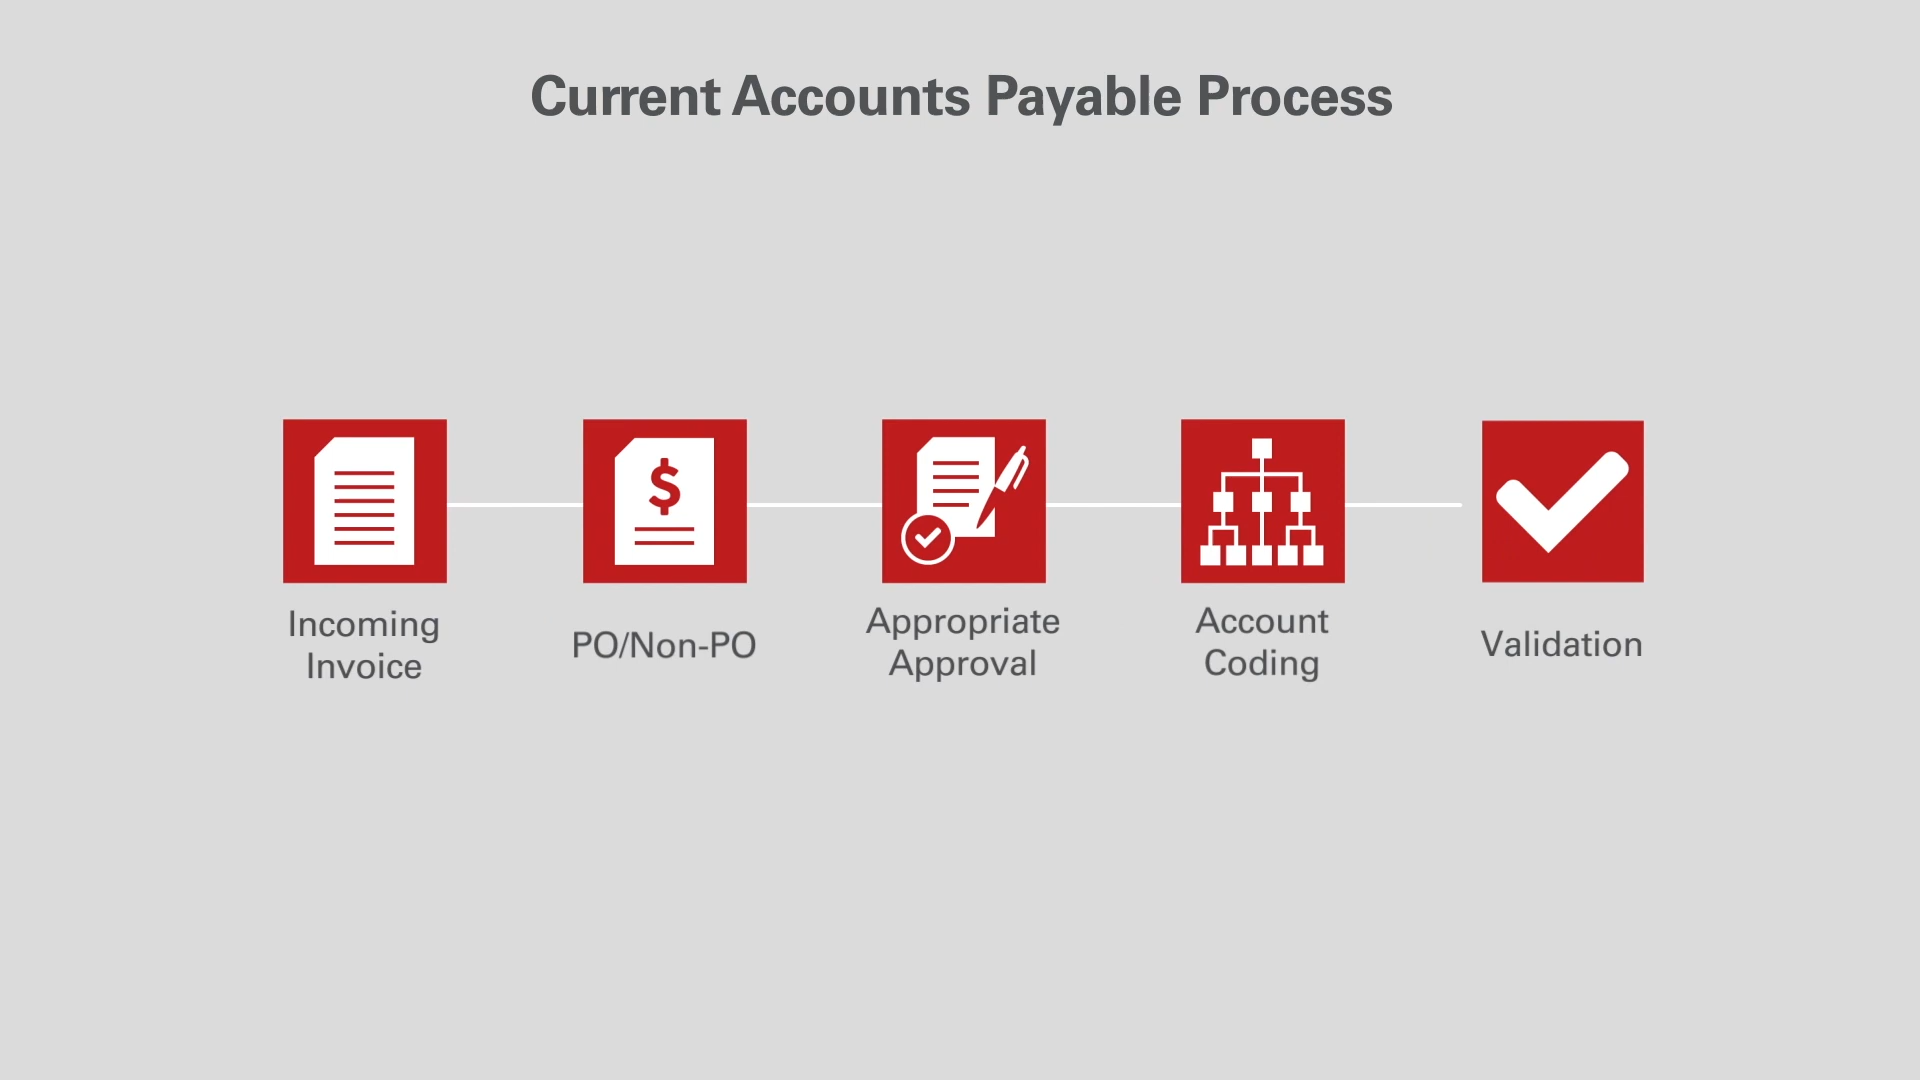 Current Accounts Payable Process
Incoming
Invoice
PO/Non-PO
Appropriate
Approval
Account
Coding
Validation